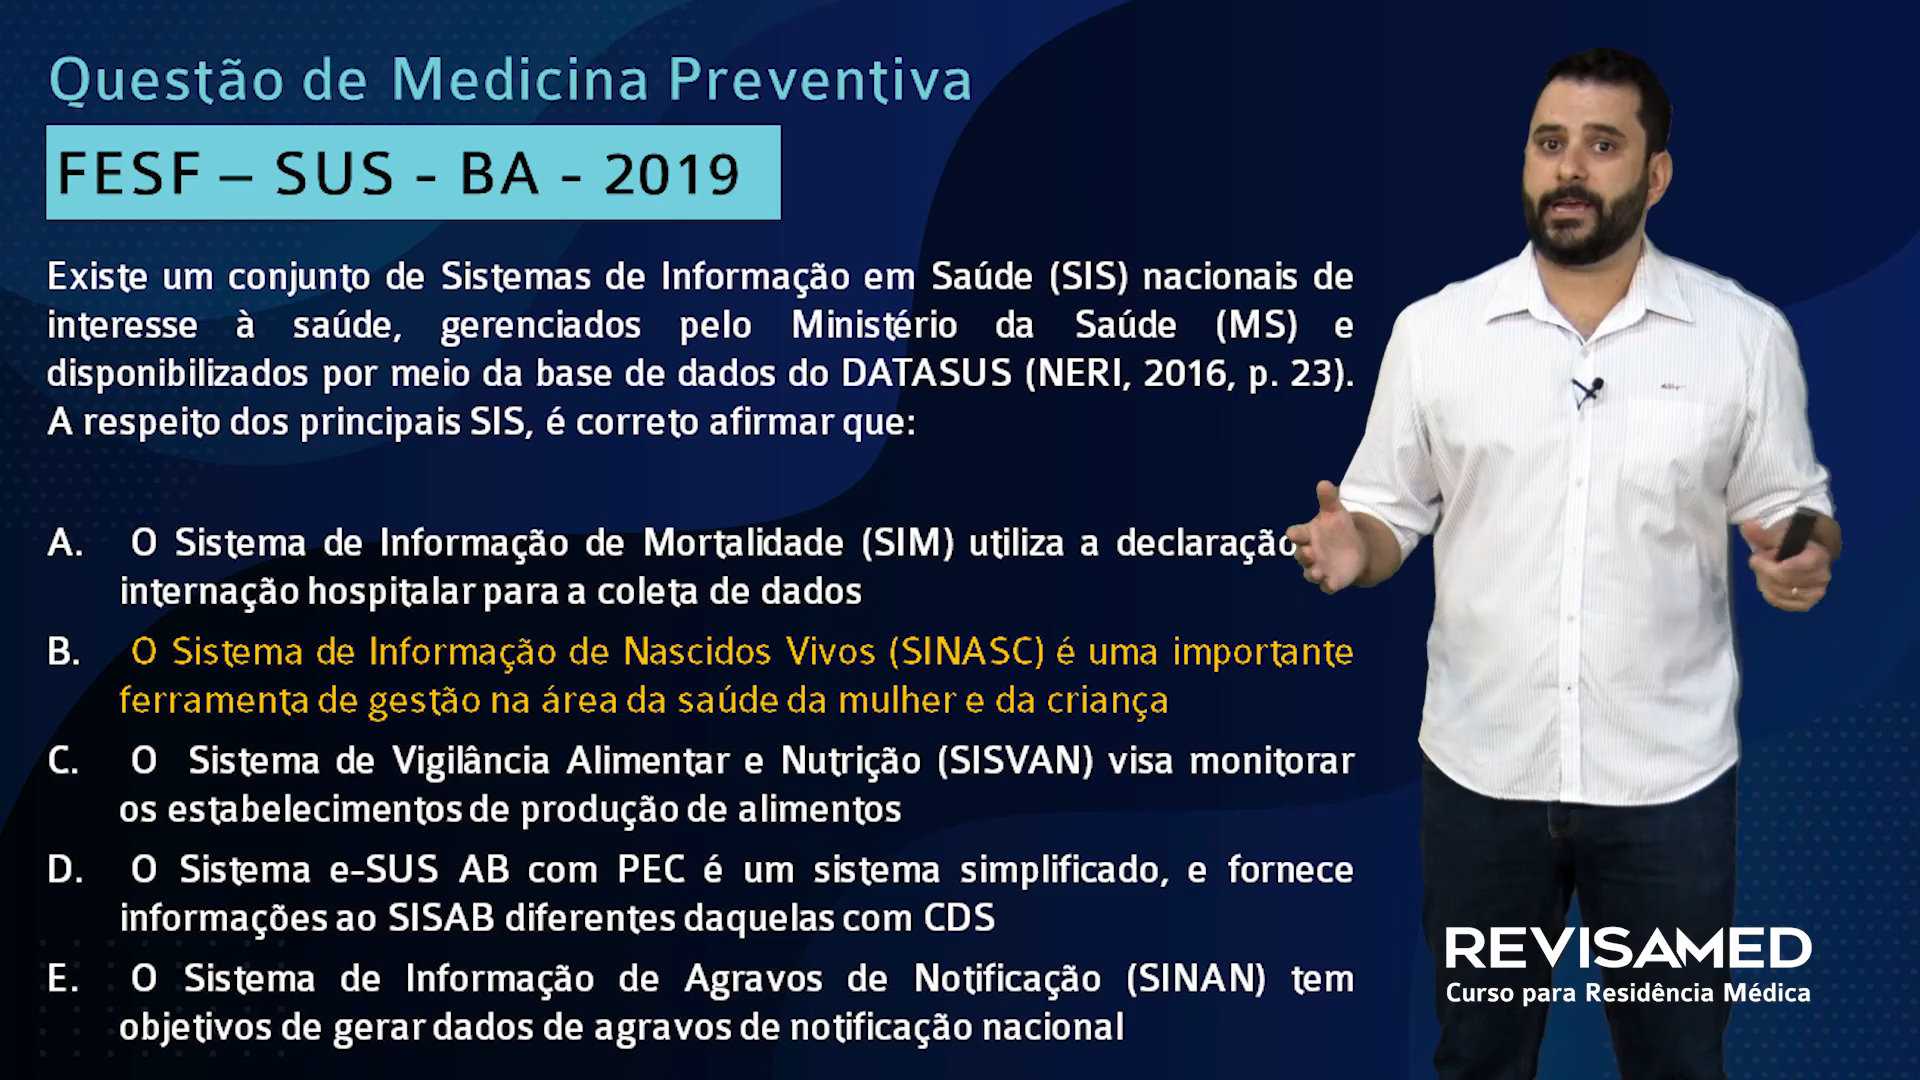 Questão de Medicina Preventiva
FESF – SUS - BA - 2019
Existe um conjunto de Sistemas de Informação em Saúde (SIS) nacionais de
interesse à saúde, gerenciados pelo Ministério da Saúde (MS) e
disponibilizados por meio da base de dados do DATASUS (NERI, 2016, p. 23).
A respeito dos principais SIS, é correto afirmar que:
A. O Sistema de Informação de Mortalidade (SIM) utiliza a declaração
internação hospitalar para a coleta de dados
B. O Sistema de Informação de Nascidos Vivos (SINASC) é uma importante
ferramenta de gestão na área da saúde da mulher e da criança
C. O Sistema de Vigilância Alimentar e Nutrição (SISVAN) visa monitorar
os estabelecimentos de produção de alimentos
D. O Sistema e-SUS AB com PEC é um sistema simplificado, e fornece
informações ao SISAB diferentes daquelas com CDS
E. O Sistema de Informação de Agravos de Notificação (SINAN) tem
objetivos de gerar dados de agravos de notificação nacional
REVISAMED
Curso para Residência Médica